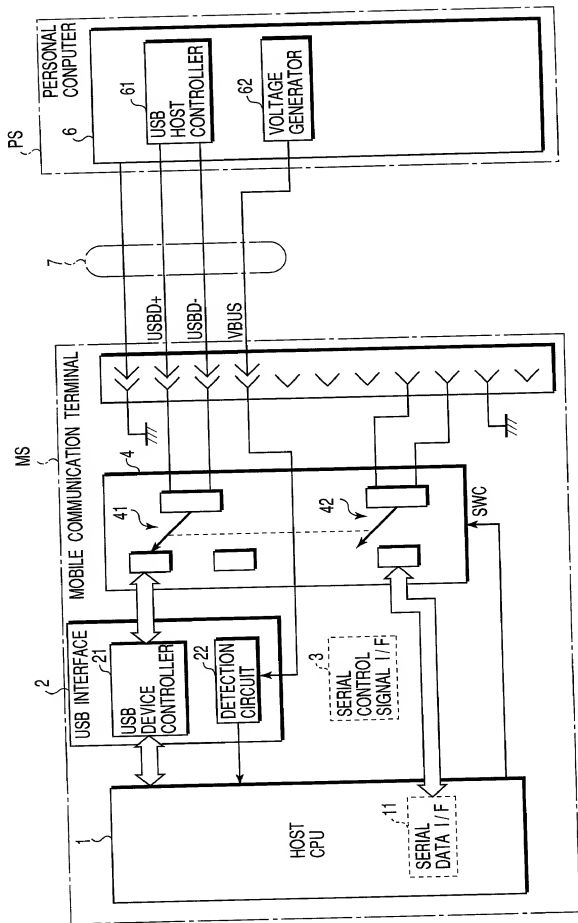 MS
MOBILE COMMUNICATION TERMINAL
1
HOST
CPU
11
SERIAL
DATA I/F
2
USB INTERFACE
21
USB
DEVICE
CONTROLLER
22
DETECTION
CIRCUIT
3
SERIAL
CONTROL
SIGNAL I/F
4
41
42
SWC
USBD+
USBD-
VBUS
7
PS
PERSONAL
CONPUTER
6
61
USB
HOST
CONTROLLER
62
VOLTAGE
GENERATOR